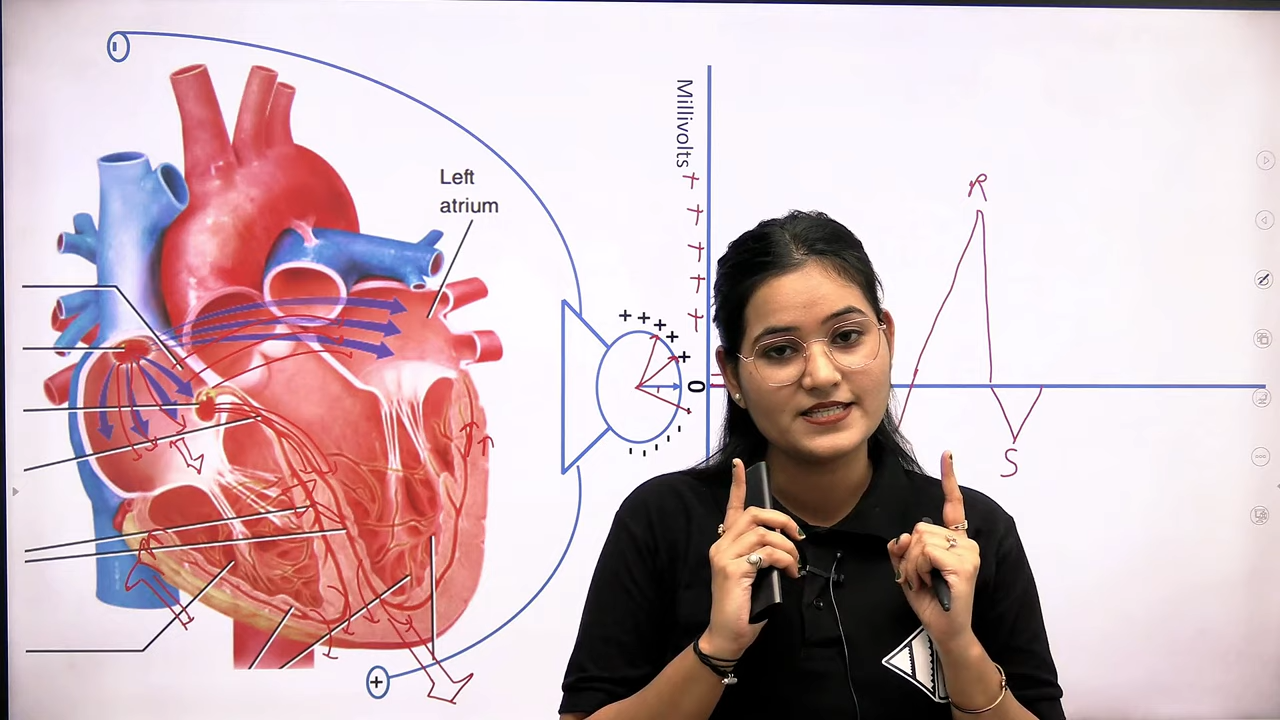 Left
atrium
Millivolts
+
+
+
+
+
+ + + + +
0
- - - - - -
R
S
+